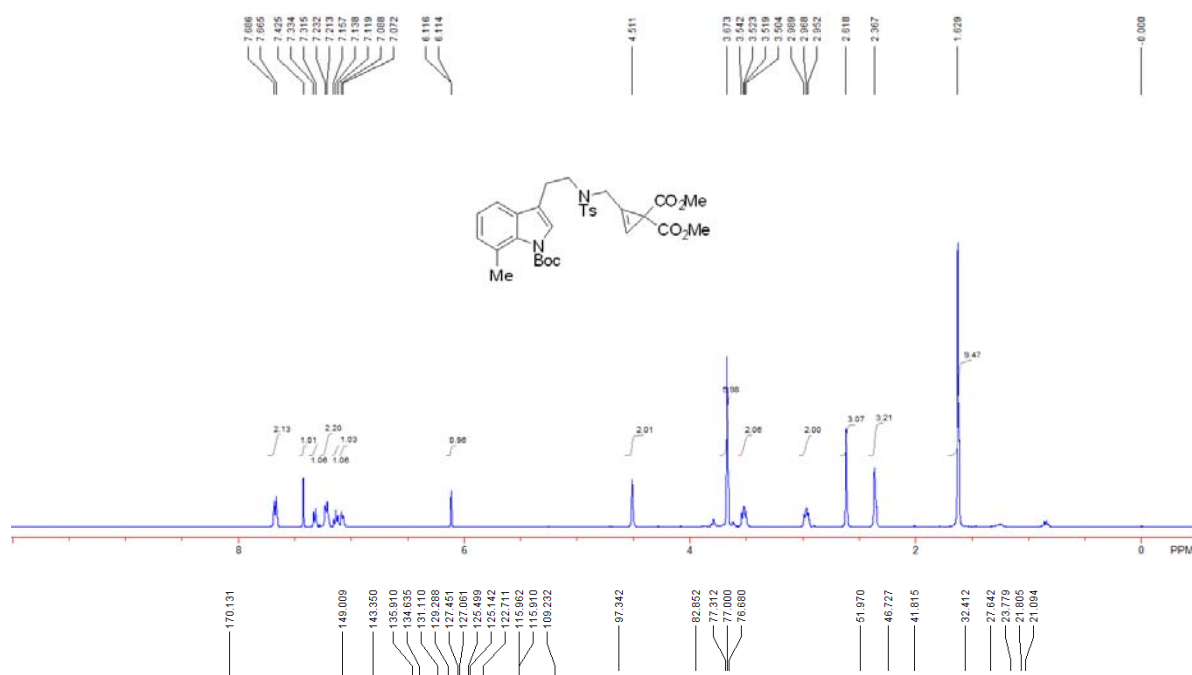 7.686 7.665 7.425 7.334 7.315 7.232 7.213 7.157 7.138 7.119 7.088 7.072 6.116 6.114 4.511 3.673 3.542 3.523 3.519 3.504 2.989 2.968 2.952 2.618 2.367 1.629 -0.000
N
Ts
CO2Me
CO2Me
N
Boc
Me
9.47
5.98
2.13 1.01 2.20 1.03 0.96 2.01 2.06 2.00 3.07 3.21
1.06 1.06
8 6 4 2 0 PPM
170.131 149.009 143.350 135.910 134.635 131.110 129.288 127.451 127.061 125.499 125.142 122.711 115.962 115.910 109.232 97.342 82.852 77.312 77.000 76.680 51.970 46.727 41.815 32.412 27.642 23.779 21.805 21.094